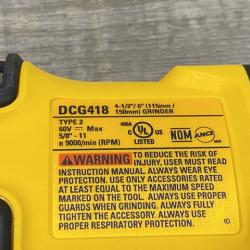 DCG418
4-1/2"/ 6" (115mm /
150mm) GRINDER
TYPE 2
60V⎓ Max
5/8" - 11
n 9000/min (RPM)
C UL US
LISTED
NOM
ANCE
WARNING TO REDUCE THE RISK OF
INJURY, USER MUST READ
INSTRUCTION MANUAL. ALWAYS WEAR EYE
PROTECTION. USE ONLY ACCESSORIES RATED
AT LEAST EQUAL TO THE MAXIMUM SPEED
MARKED ON THE TOOL. ALWAYS USE PROPER
GUARDS WHEN GRINDING. ALWAYS FULLY
TIGHTEN THE ACCESSORY. ALWAYS USE
PROPER RESPIRATORY PROTECTION.